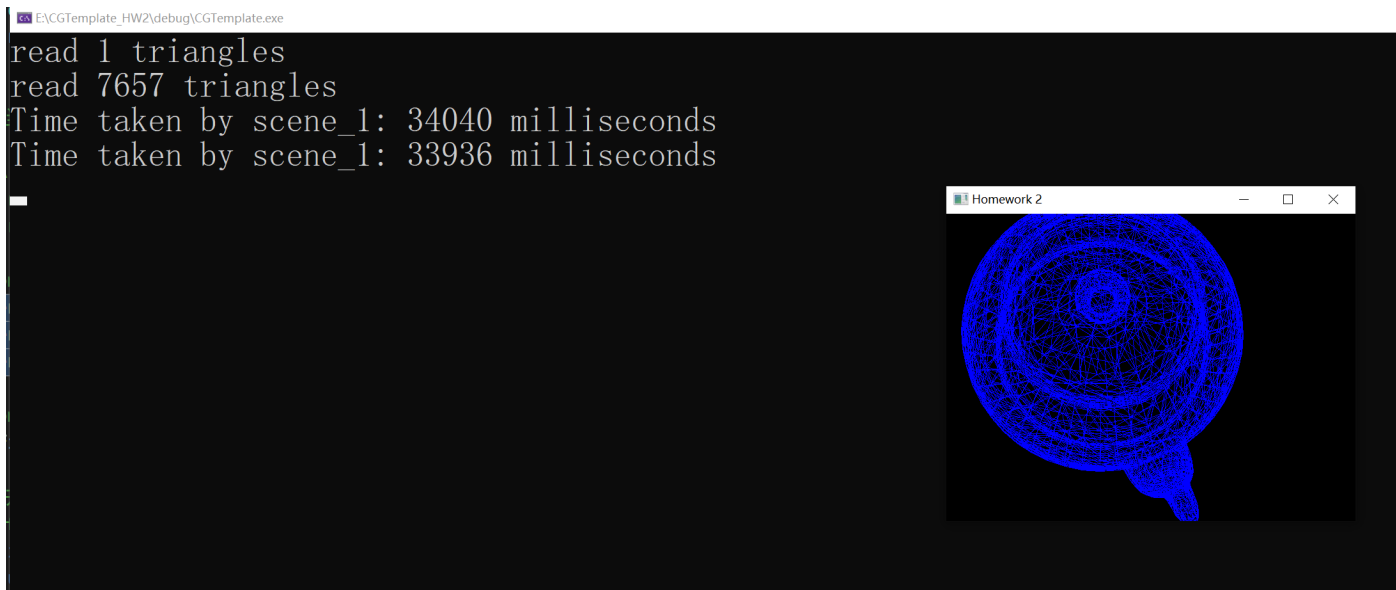 E:\CGTemplate_HW2\debug\CGTemplate.exe
read 1 triangles
read 7657 triangles
Time taken by scene_1: 34040 milliseconds
Time taken by scene_1: 33936 milliseconds
Homework 2